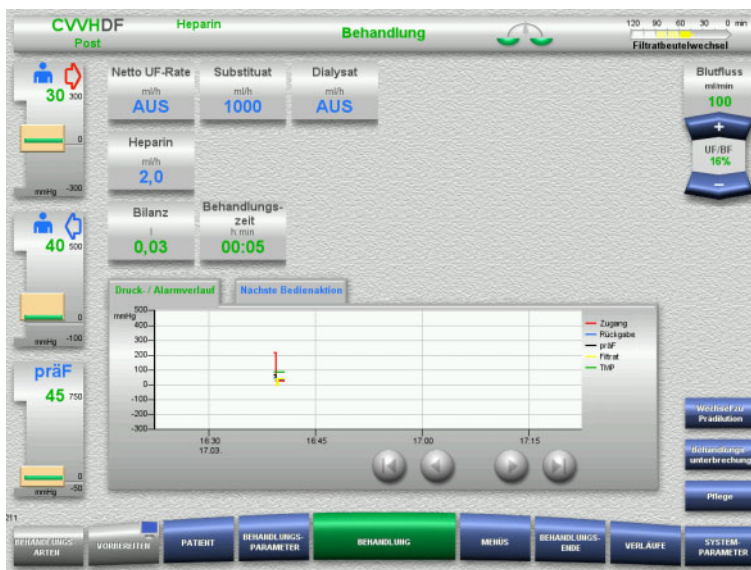 CVVHDF
Post
Heparin
Behandlung
120 90 60 30 0 min
Filtratbeutelwechsel
30 300
0
mmHg -300
Netto UF-Rate
ml/h
AUS
Substituat
ml/h
1000
Dialysat
ml/h
AUS
Blutfluss
ml/min
100
+
UF/BF
16%
−
Heparin
ml/h
2,0
40 500
0
mmHg -100
Bilanz
l
0,03
Behandlungs-
zeit
h:min
00:05
präF
45 750
0
mmHg -50
Druck- / Alarmverlauf
Nächste Bedienaktion
mmHg
500
400
300
200
100
0
-100
-200
-300
16:30 16:45 17:00 17:15
17.03.
Zugang
Rückgabe
präF
Filtrat
TMP
Wechsel zu
Prädilution
Behandlungs-
unterbrechung
Pflege
211
BEHANDLUNGS-
ARTEN
VORBEREITEN
PATIENT
BEHANDLUNGS-
PARAMETER
BEHANDLUNG
MENÜS
BEHANDLUNGS-
ENDE
VERLÄUFE
SYSTEM-
PARAMETER